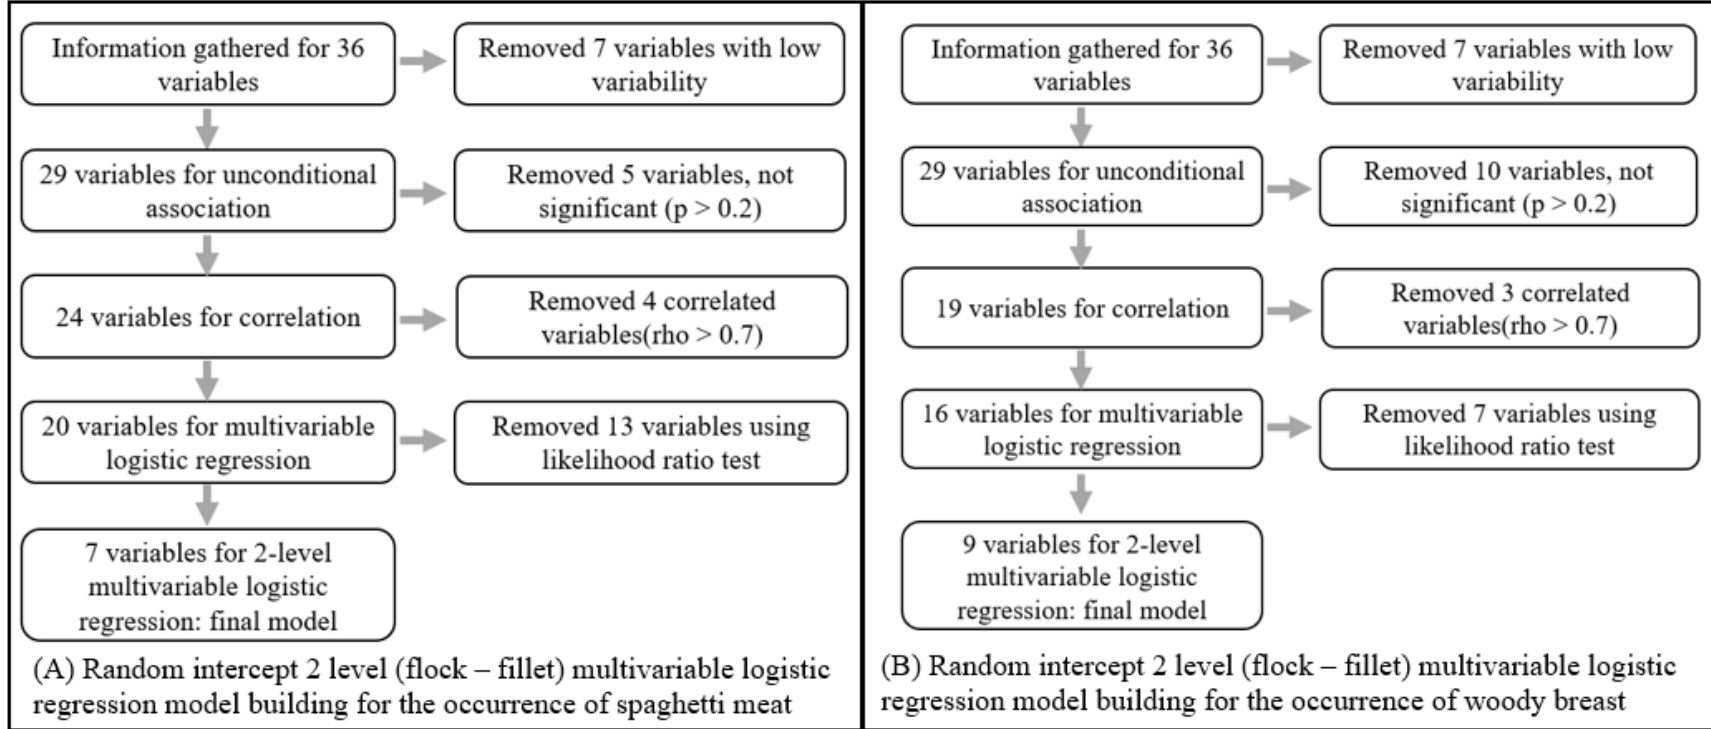 Information gathered for 36
variables
Removed 7 variables with low
variability
29 variables for unconditional
association
Removed 5 variables, not
significant (p > 0.2)
24 variables for correlation
Removed 4 correlated
variables(rho > 0.7)
20 variables for multivariable
logistic regression
Removed 13 variables using
likelihood ratio test
7 variables for 2-level
multivariable logistic
regression: final model
(A) Random intercept 2 level (flock – fillet) multivariable logistic
regression model building for the occurrence of spaghetti meat
Information gathered for 36
variables
Removed 7 variables with low
variability
29 variables for unconditional
association
Removed 10 variables, not
significant (p > 0.2)
19 variables for correlation
Removed 3 correlated
variables(rho > 0.7)
16 variables for multivariable
logistic regression
Removed 7 variables using
likelihood ratio test
9 variables for 2-level
multivariable logistic
regression: final model
(B) Random intercept 2 level (flock – fillet) multivariable logistic
regression model building for the occurrence of woody breast